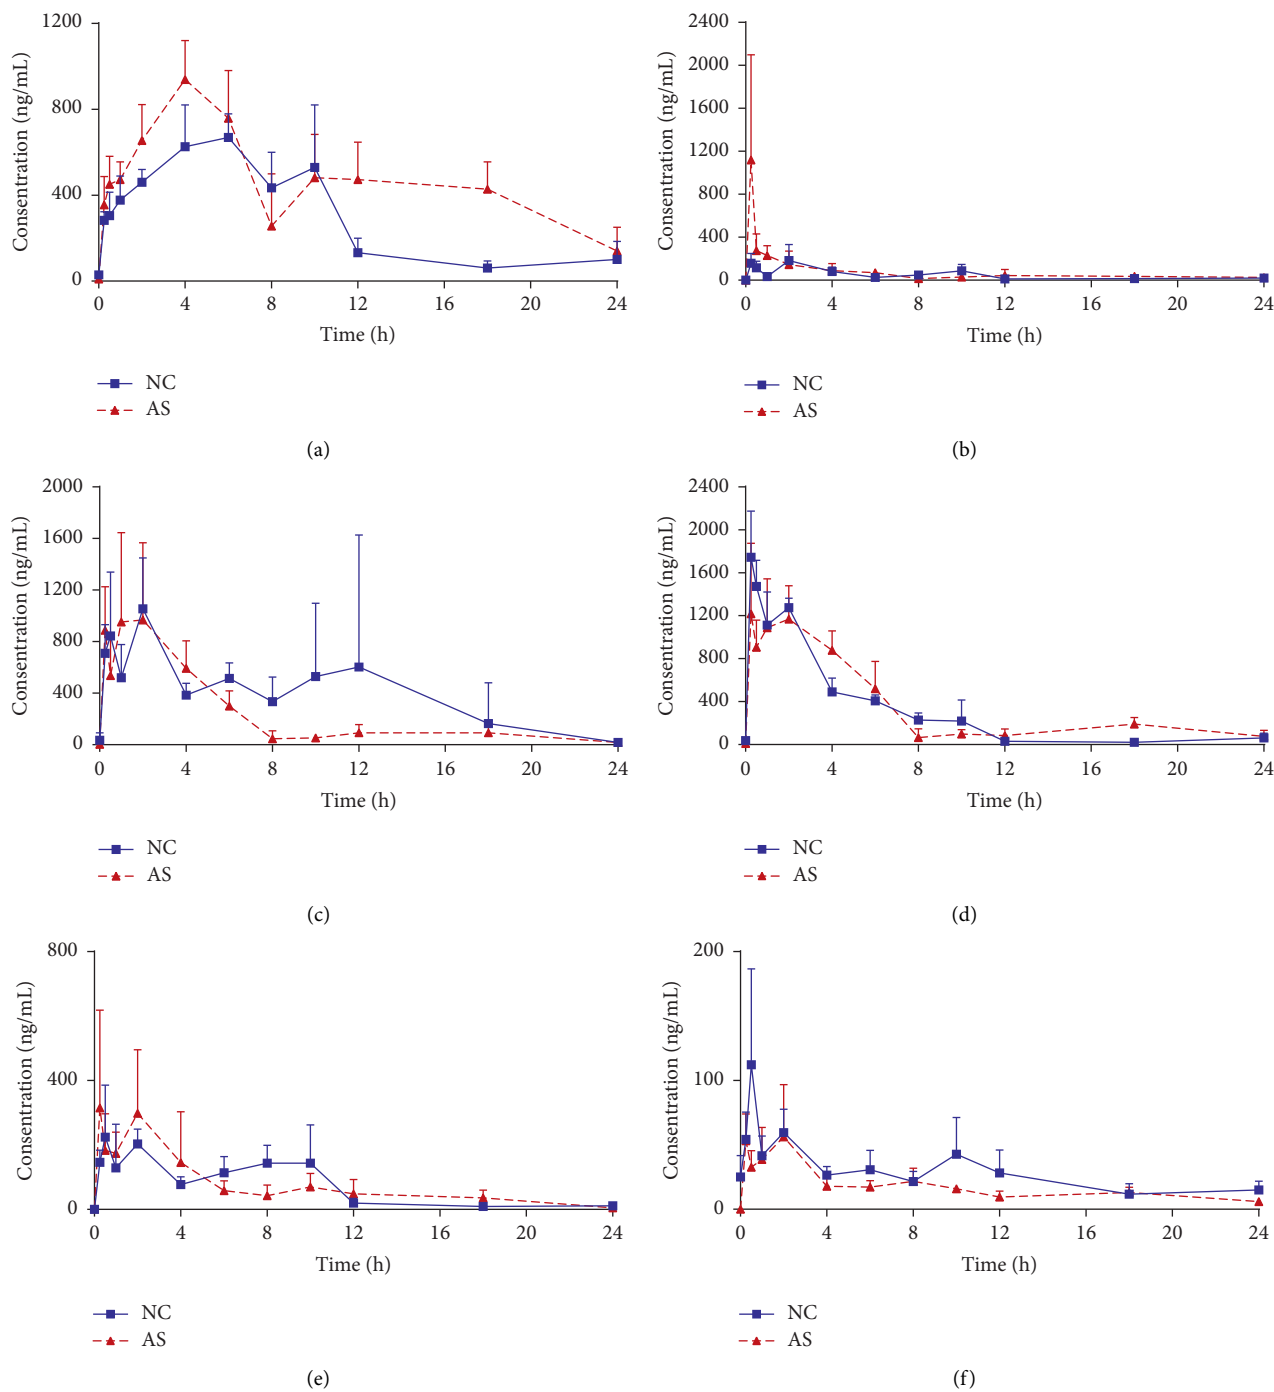 Consentration (ng/mL)
1200
800
400
0
0 4 8 12 16 20 24
Time (h)
NC
AS
(a)
Consentration (ng/mL)
2400
2000
1600
1200
800
400
0
0 4 8 12 16 20 24
Time (h)
NC
AS
(b)
Consentration (ng/mL)
2000
1600
1200
800
400
0
0 4 8 12 16 20 24
Time (h)
NC
AS
(c)
Consentration (ng/mL)
2400
2000
1600
1200
800
400
0
0 4 8 12 16 20 24
Time (h)
NC
AS
(d)
Consentration (ng/mL)
800
400
0
0 4 8 12 16 20 24
Time (h)
NC
AS
(e)
Consentration (ng/mL)
200
100
0
0 4 8 12 16 20 24
Time (h)
NC
AS
(f)